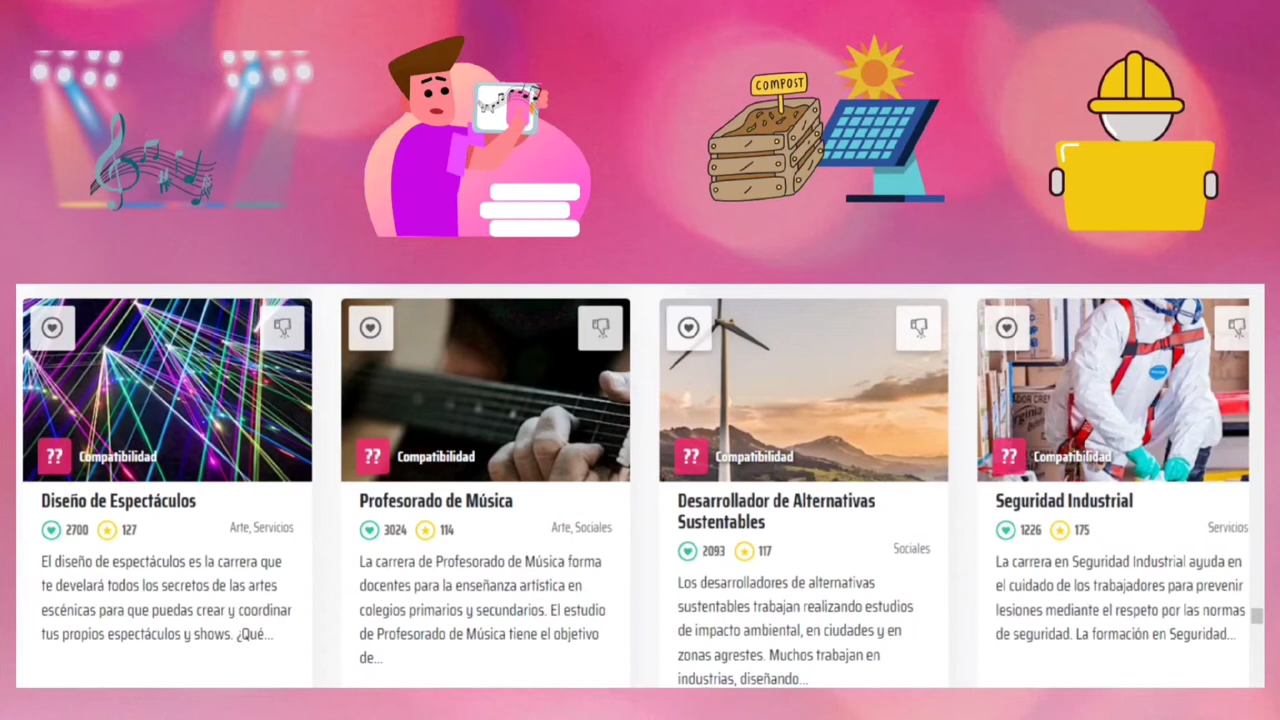 COMPOST
?? Compatibilidad
Diseño de Espectáculos
2700 127 Arte, Servicios
El diseño de espectáculos es la carrera que
te develará todos los secretos de las artes
escénicas para que puedas crear y coordinar
tus propios espectáculos y shows. ¿Qué...
?? Compatibilidad
Profesorado de Música
3024 114 Arte, Sociales
La carrera de Profesorado de Música forma
docentes para la enseñanza artística en
colegios primarios y secundarios. El estudio
de Profesorado de Música tiene el objetivo
de...
?? Compatibilidad
Desarrollador de Alternativas
Sustentables
2093 117 Sociales
Los desarrolladores de alternativas
sustentables trabajan realizando estudios
de impacto ambiental, en ciudades y en
zonas agrestes. Muchos trabajan en
industrias, diseñando...
?? Compatibilidad
Seguridad Industrial
1226 175 Servicios
La carrera en Seguridad Industrial ayuda en
el cuidado de los trabajadores para prevenir
lesiones mediante el respeto por las normas
de seguridad. La formación en Seguridad...